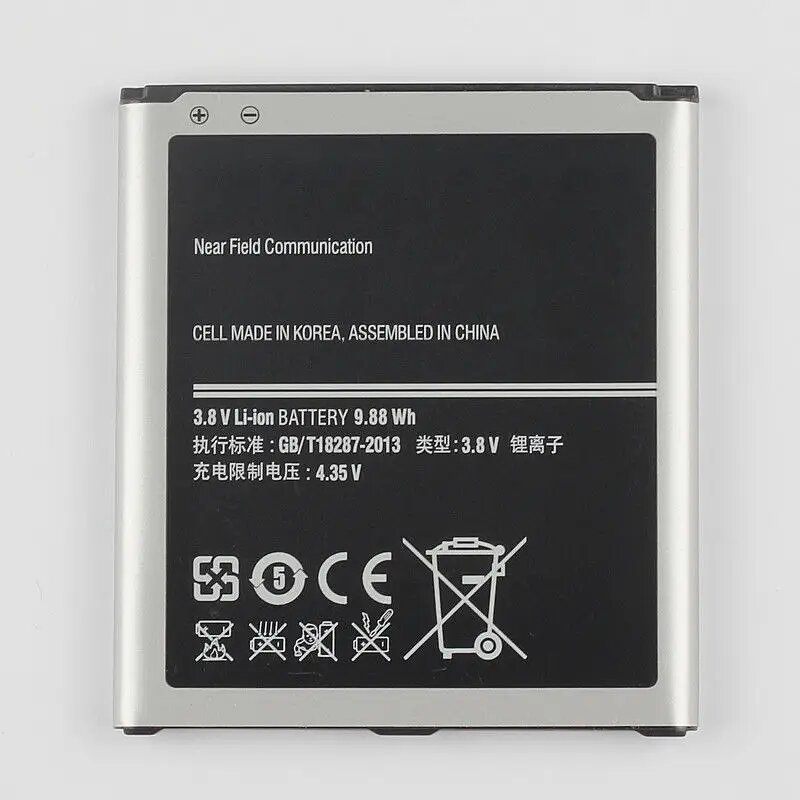 Near Field Communication
CELL MADE IN KOREA, ASSEMBLED IN CHINA
3.8 V Li-ion BATTERY 9.88 Wh
执行标准 : GB/T18287-2013 类型: 3.8 V 锂离子
充电限制电压 : 4.35 V
5 CE